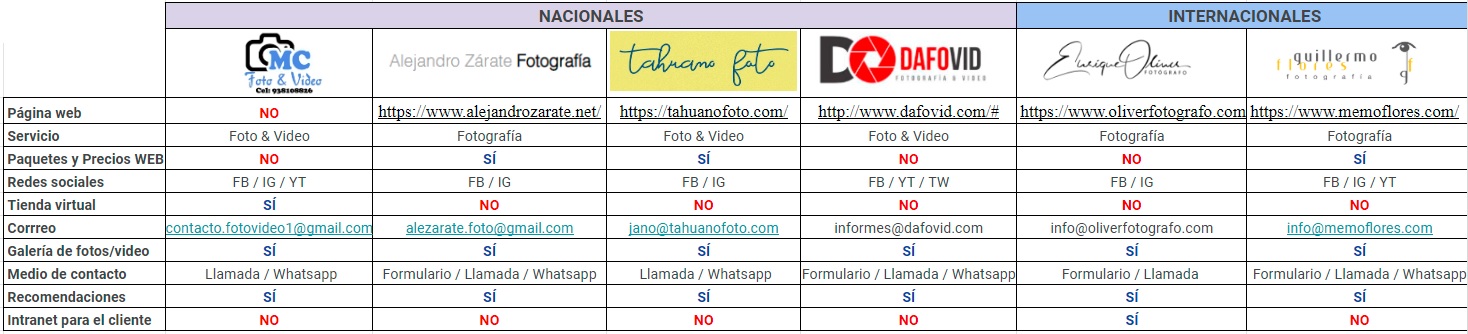 NACIONALES INTERNACIONALES
MC Foto & Video Cel: 938108826 Alejandro Zárate Fotografía tahuano foto DAFOVID FOTOGRAFÍA & VIDEO Enrique Oliver FOTÓGRAFO guillermo flores fotografía gf
Página web NO https://www.alejandrozarate.net/ https://tahuanofoto.com/ http://www.dafovid.com/# https://www.oliverfotografo.com https://www.memoflores.com/
Servicio Foto & Video Fotografía Foto & Video Foto & Video Fotografía Fotografía
Paquetes y Precios WEB NO SÍ SÍ NO NO SÍ
Redes sociales FB / IG / YT FB / IG FB / IG FB / YT / TW FB / IG FB / IG / YT
Tienda virtual SÍ NO NO NO NO NO
Corrreo contacto.fotovideo1@gmail.com alezarate.foto@gmail.com jano@tahuanofoto.com informes@dafovid.com info@oliverfotografo.com info@memoflores.com
Galería de fotos/video SÍ SÍ SÍ SÍ SÍ SÍ
Medio de contacto Llamada / Whatsapp Formulario / Llamada / Whatsapp Llamada / Whatsapp Formulario / Llamada / Whatsapp Formulario / Llamada Formulario / Llamada / Whatsapp
Recomendaciones SÍ SÍ SÍ SÍ SÍ SÍ
Intranet para el cliente NO NO NO NO SÍ NO